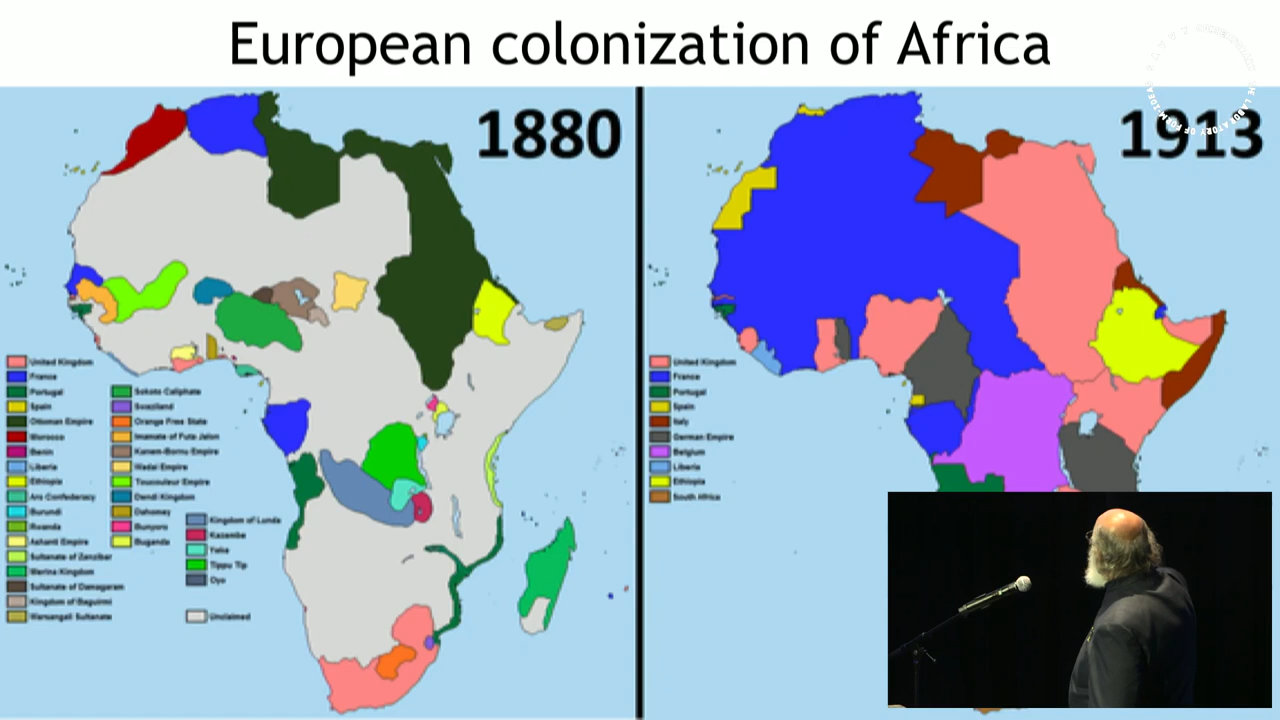 European colonization of Africa
1880
United Kingdom
France
Portugal
Spain
Ottoman Empire
Morocco
Benin
Liberia
Ethiopia
Aro Confederacy
Burundi
Rwanda
Ashanti Empire
Sultanate of Zanzibar
Merina Kingdom
Sultanate of Damagaram
Kingdom of Baguirmi
Warsangali Sultanate
Sokoto Caliphate
Swaziland
Orange Free State
Imamate of Futa Jalon
Kanem-Bornu Empire
Wadai Empire
Toucouleur Empire
Dendi Kingdom
Dahomey
Bunyoro
Buganda
Kingdom of Lunda
Kazembe
Yeke
Tippu Tip
Oyo
Unclaimed
1913
United Kingdom
France
Portugal
Spain
Italy
German Empire
Belgium
Liberia
Ethiopia
South Africa
LABORATORY OF